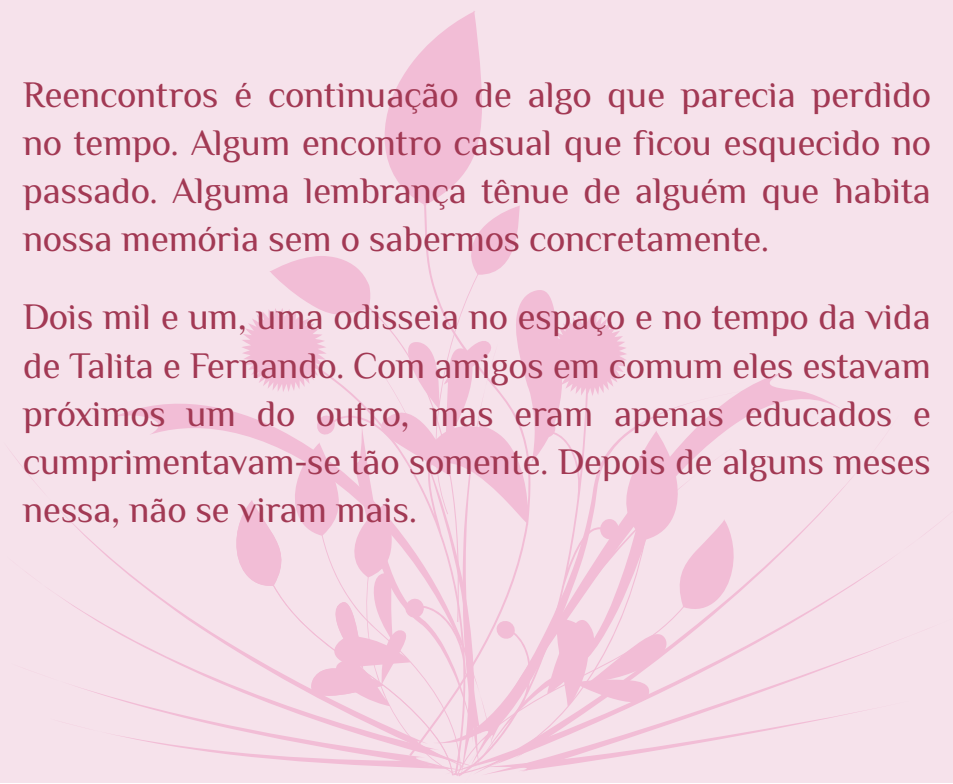 Reencontros é continuação de algo que parecia perdido
no tempo. Algum encontro casual que ficou esquecido no
passado. Alguma lembrança tênue de alguém que habita
nossa memória sem o sabermos concretamente.
Dois mil e um, uma odisseia no espaço e no tempo da vida
de Talita e Fernando. Com amigos em comum eles estavam
próximos um do outro, mas eram apenas educados e
cumprimentavam-se tão somente. Depois de alguns meses
nessa, não se viram mais.